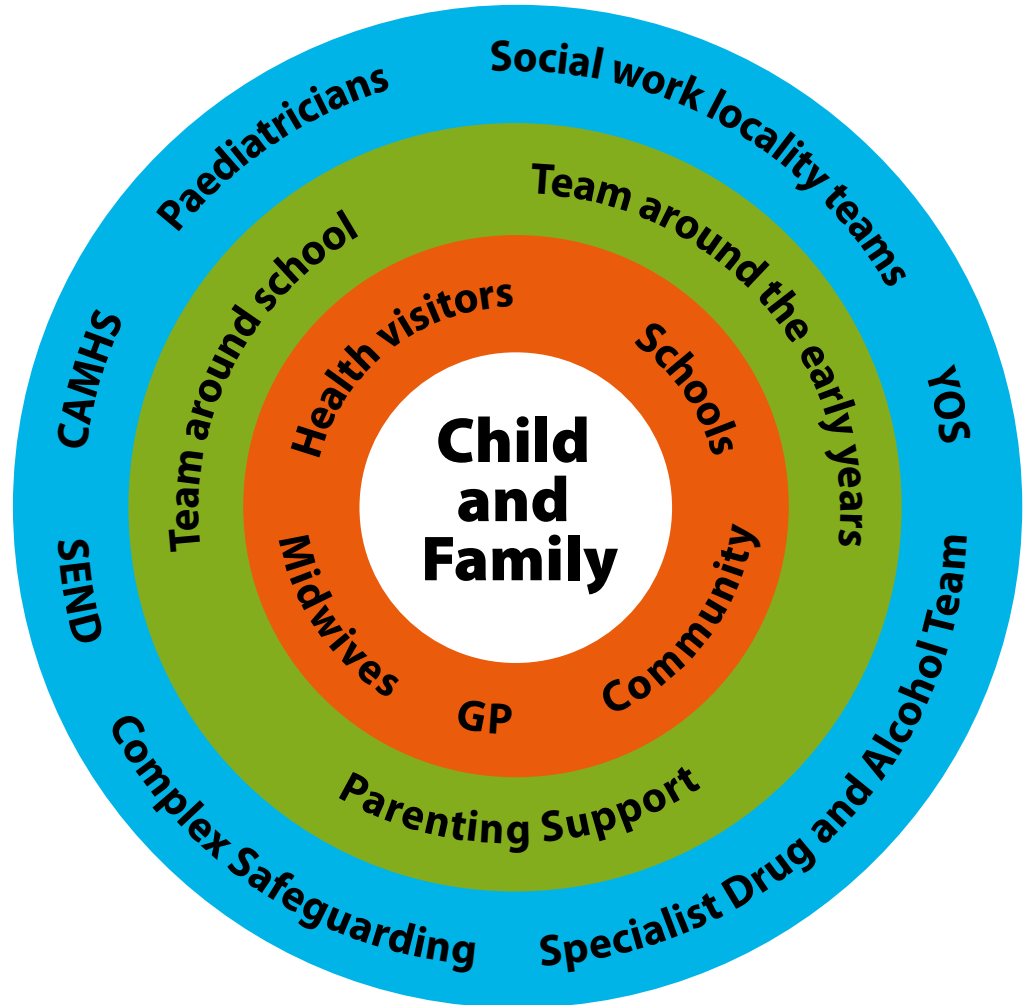 Social work locality teams
YOS
Specialist Drug and Alcohol Team
Complex Safeguarding
SEND
CAMHS
Paediatricians
Team around the early years
Parenting Support
Team around school
Health visitors
Schools
Community
GP
Midwives
Child
and
Family